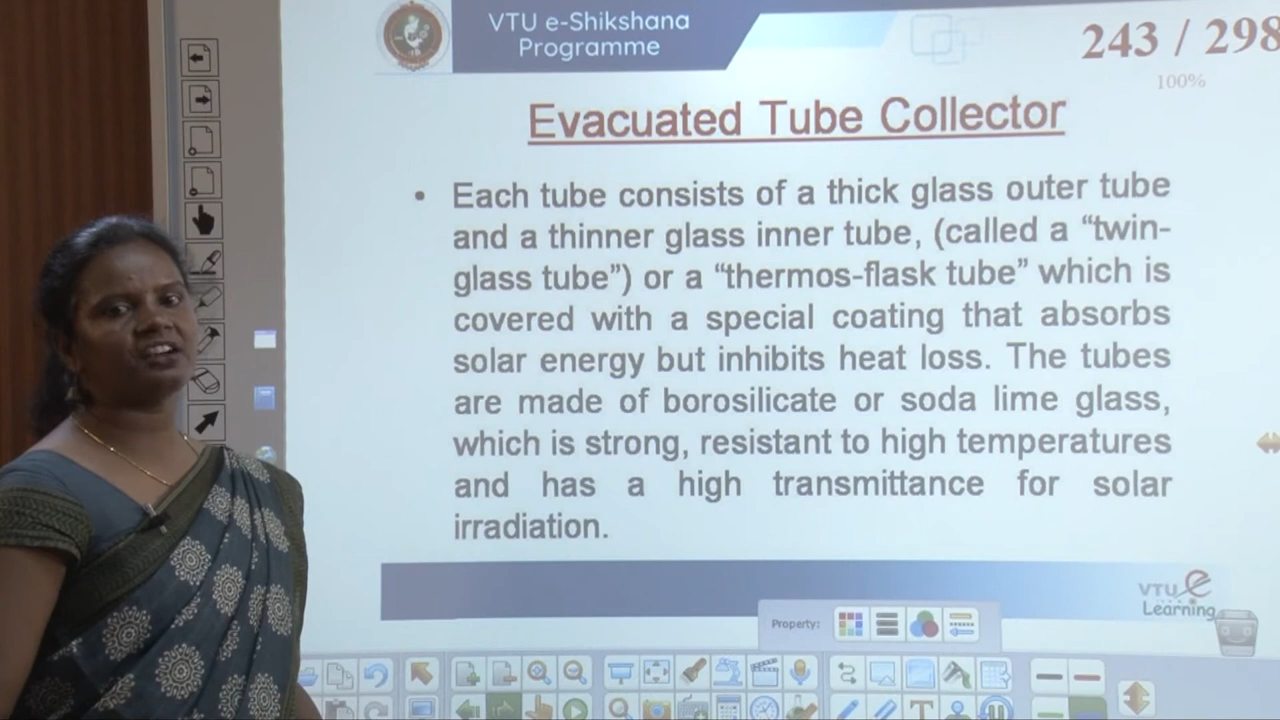 VTU e-Shikshana
Programme
243 / 298
100%
Evacuated Tube Collector
• Each tube consists of a thick glass outer tube
and a thinner glass inner tube, (called a “twin-
glass tube”) or a “thermos-flask tube” which is
covered with a special coating that absorbs
solar energy but inhibits heat loss. The tubes
are made of borosilicate or soda lime glass,
which is strong, resistant to high temperatures
and has a high transmittance for solar
irradiation.
VTU e
Learning
Property: